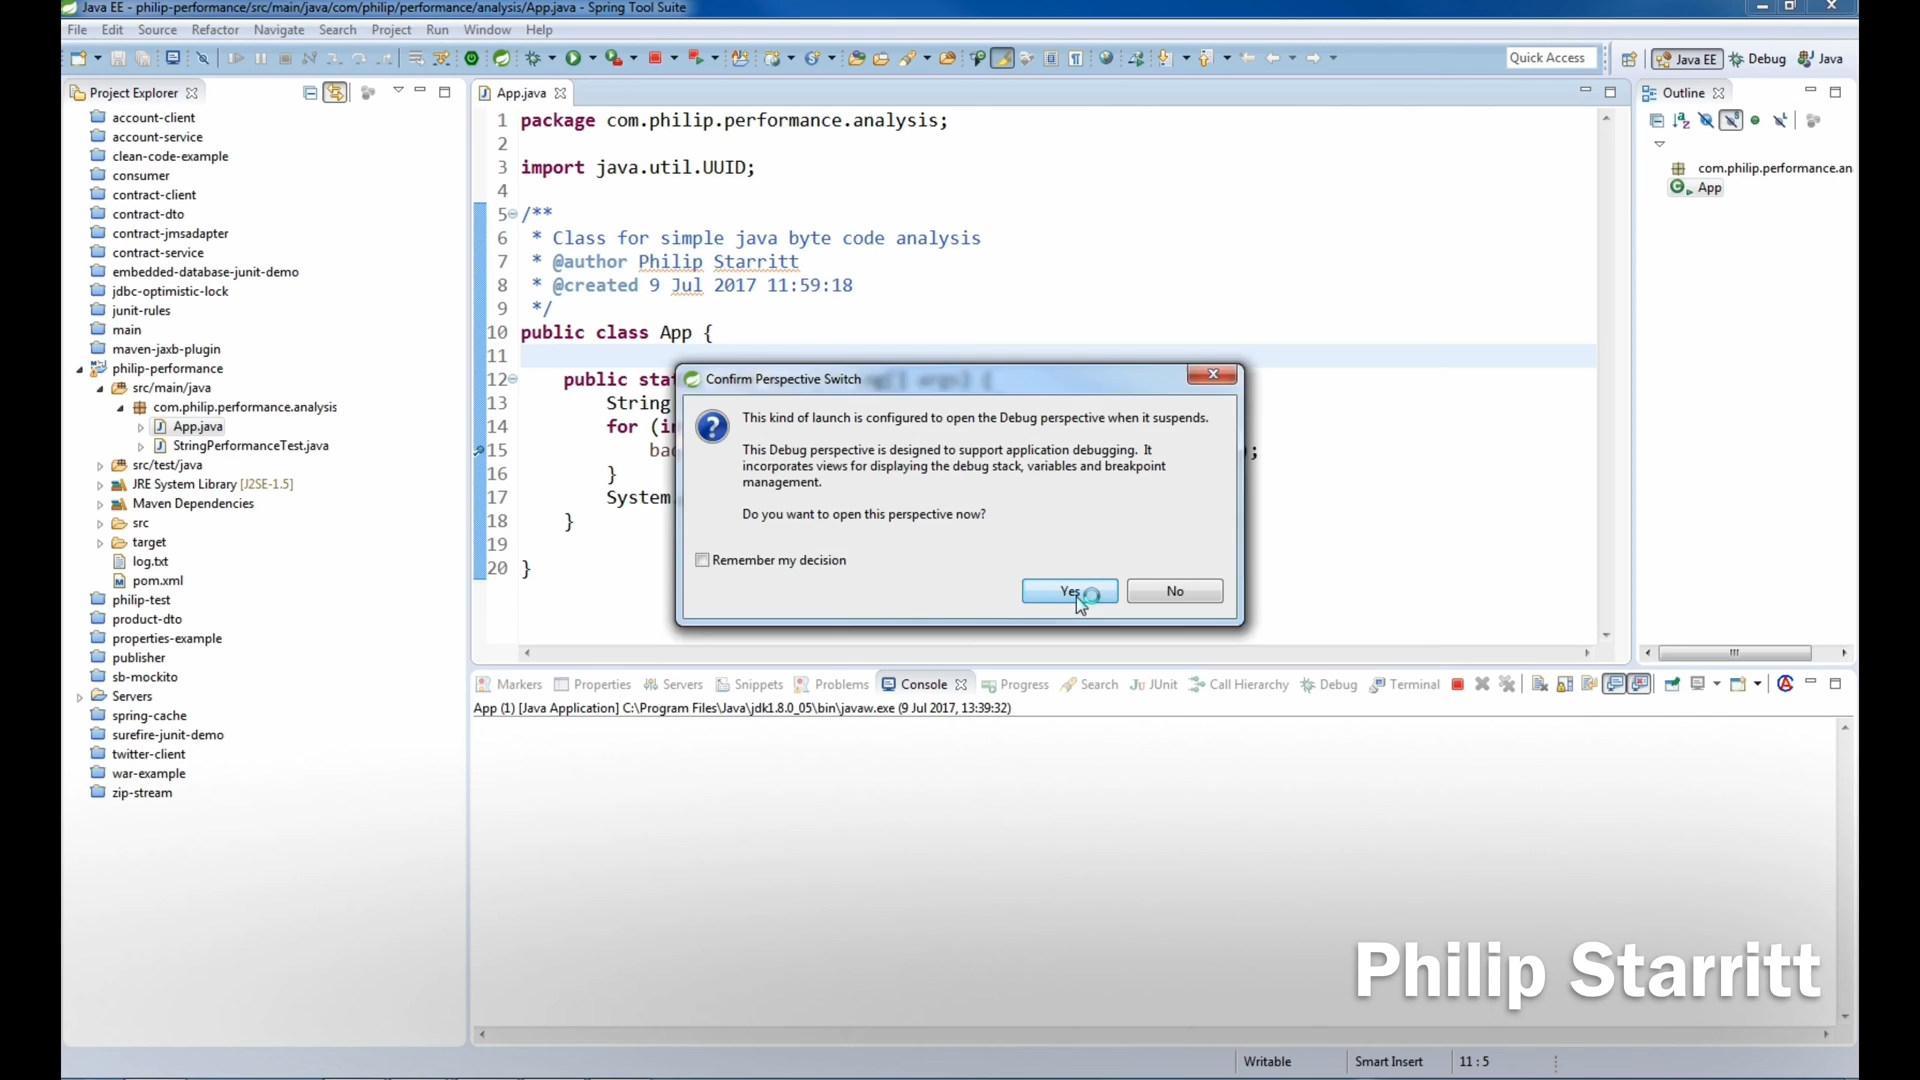 Java EE - philip-performance/src/main/java/com/philip/performance/analysis/App.java - Spring Tool Suite
File Edit Source Refactor Navigate Search Project Run Window Help
Quick Access
Java EE
Debug
Java
Project Explorer
account-client
account-service
clean-code-example
consumer
contract-client
contract-dto
contract-jmsadapter
contract-service
embedded-database-junit-demo
jdbc-optimistic-lock
junit-rules
main
maven-jaxb-plugin
philip-performance
src/main/java
com.philip.performance.analysis
App.java
StringPerformanceTest.java
src/test/java
JRE System Library [J2SE-1.5]
Maven Dependencies
src
target
log.txt
pom.xml
philip-test
product-dto
properties-example
publisher
sb-mockito
Servers
spring-cache
surefire-junit-demo
twitter-client
war-example
zip-stream
App.java
1 package com.philip.performance.analysis;
2
3 import java.util.UUID;
4
5 /**
6 * Class for simple java byte code analysis
7 * @author Philip Starritt
8 * @created 9 Jul 2017 11:59:18
9 */
10 public class App {
11
12 public sta
13 String
14 for (i
15 ba ;
16 }
17 System
18 }
19
20 }
Confirm Perspective Switch
This kind of launch is configured to open the Debug perspective when it suspends.
This Debug perspective is designed to support application debugging. It
incorporates views for displaying the debug stack, variables and breakpoint
management.
Do you want to open this perspective now?
Remember my decision
Yes
No
Outline
com.philip.performance.an
App
Markers Properties Servers Snippets Problems Console Progress Search JUnit Call Hierarchy Debug Terminal
App (1) [Java Application] C:\Program Files\Java\jdk1.8.0_05\bin\javaw.exe (9 Jul 2017, 13:39:32)
Philip Starritt
Writable
Smart Insert
11 : 5